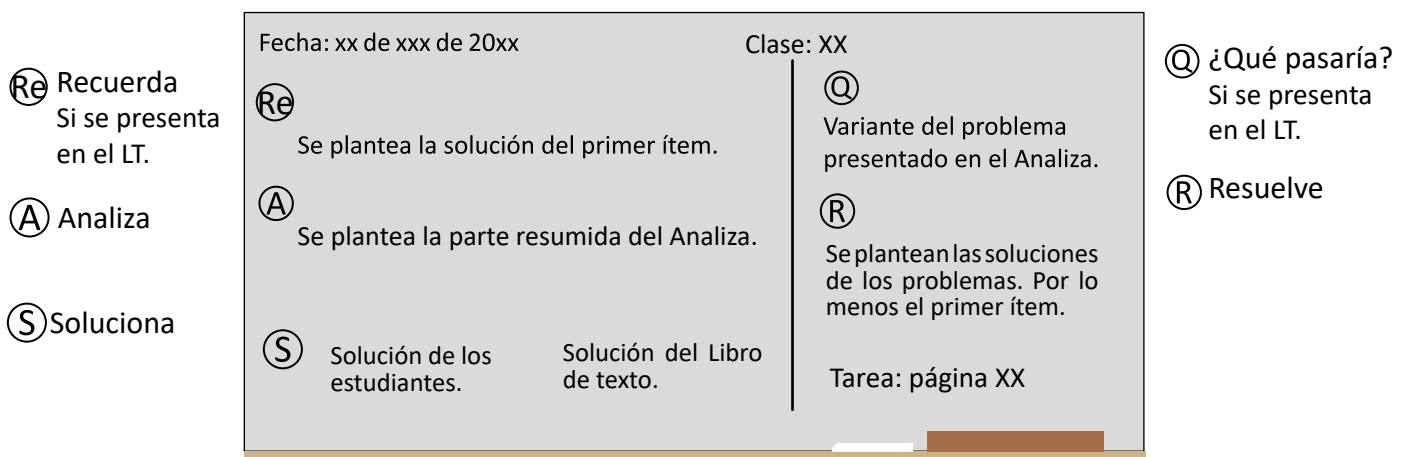 Re Recuerda
Si se presenta
en el LT.
A Analiza
S Soluciona
Fecha: xx de xxx de 20xx
Clase: XX
Re
Se plantea la solución del primer ítem.
A
Se plantea la parte resumida del Analiza.
S
Solución de los
estudiantes.
Solución del Libro
de texto.
Q
Variante del problema
presentado en el Analiza.
R
Se plantean las soluciones
de los problemas. Por lo
menos el primer ítem.
Tarea: página XX
Q ¿Qué pasaría?
Si se presenta
en el LT.
R Resuelve